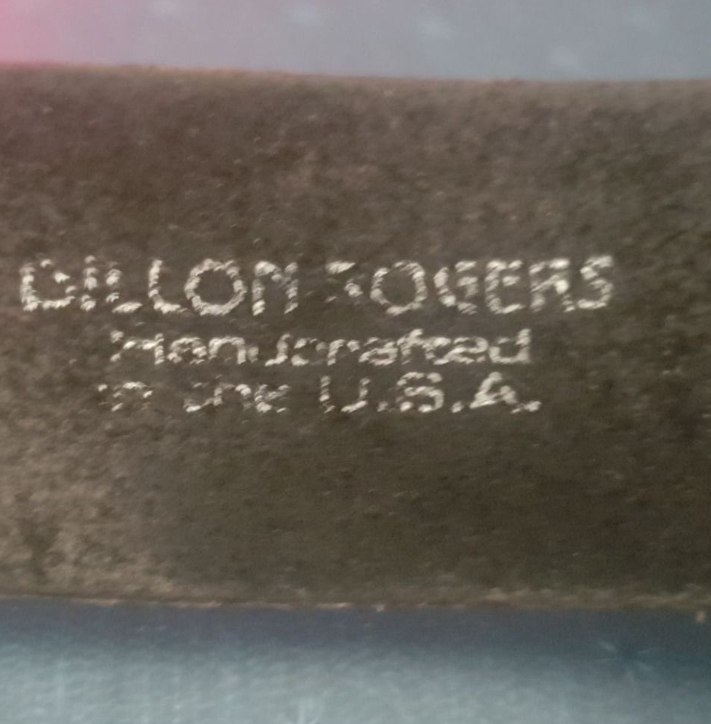 DILLON ROGERS
Handcrafted
in the U.S.A.